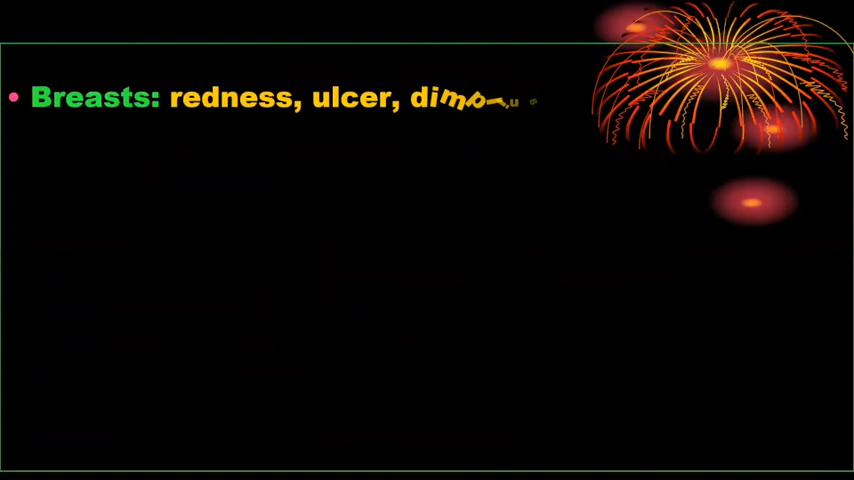 • Breasts: redness, ulcer,